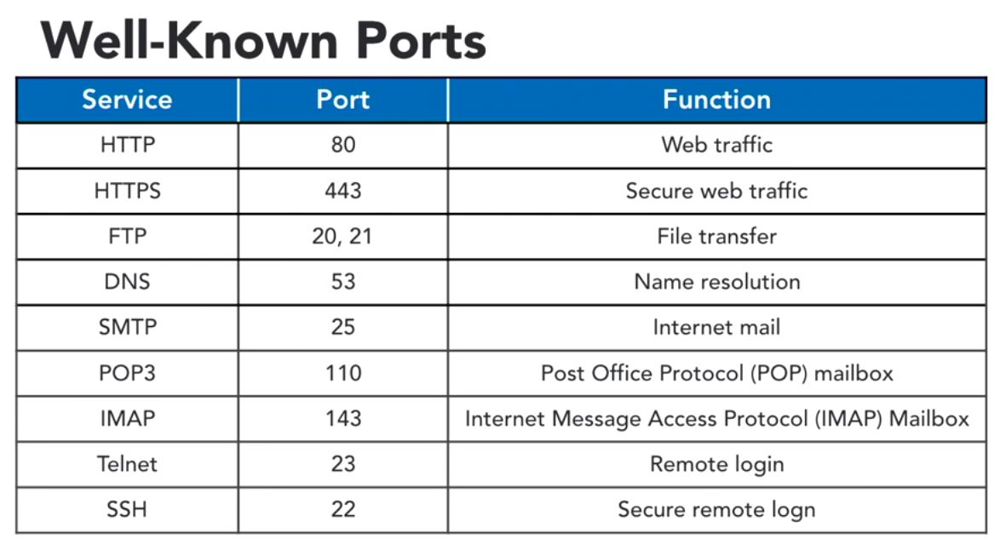 Well-Known Ports
Service Port Function
HTTP 80 Web traffic
HTTPS 443 Secure web traffic
FTP 20, 21 File transfer
DNS 53 Name resolution
SMTP 25 Internet mail
POP3 110 Post Office Protocol (POP) mailbox
IMAP 143 Internet Message Access Protocol (IMAP) Mailbox
Telnet 23 Remote login
SSH 22 Secure remote logn